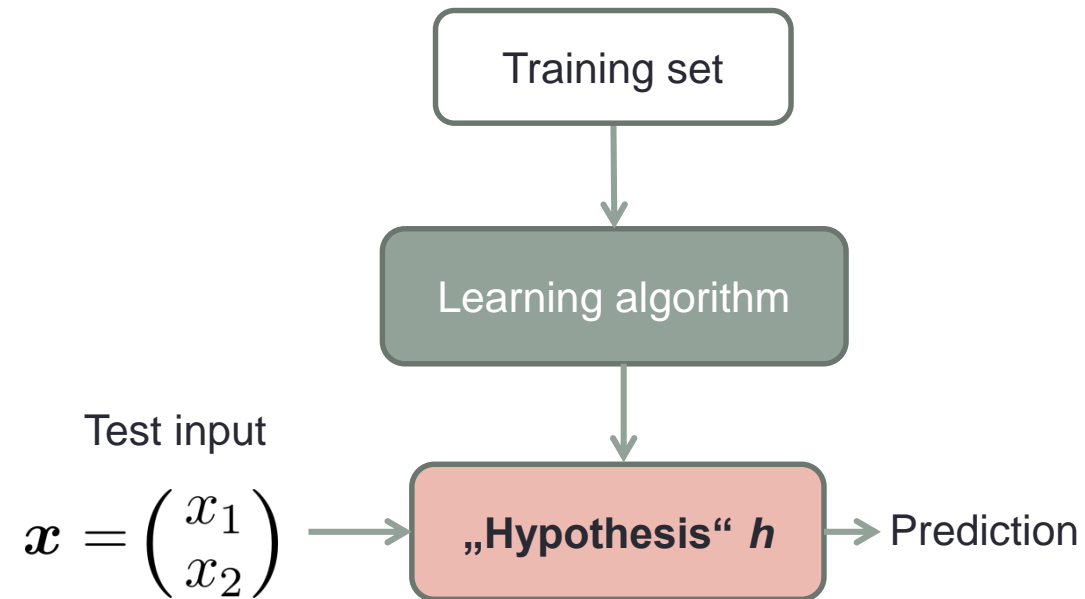 Training set
Learning algorithm
Test input
x = (x₁
x₂)
„Hypothesis“ h
Prediction